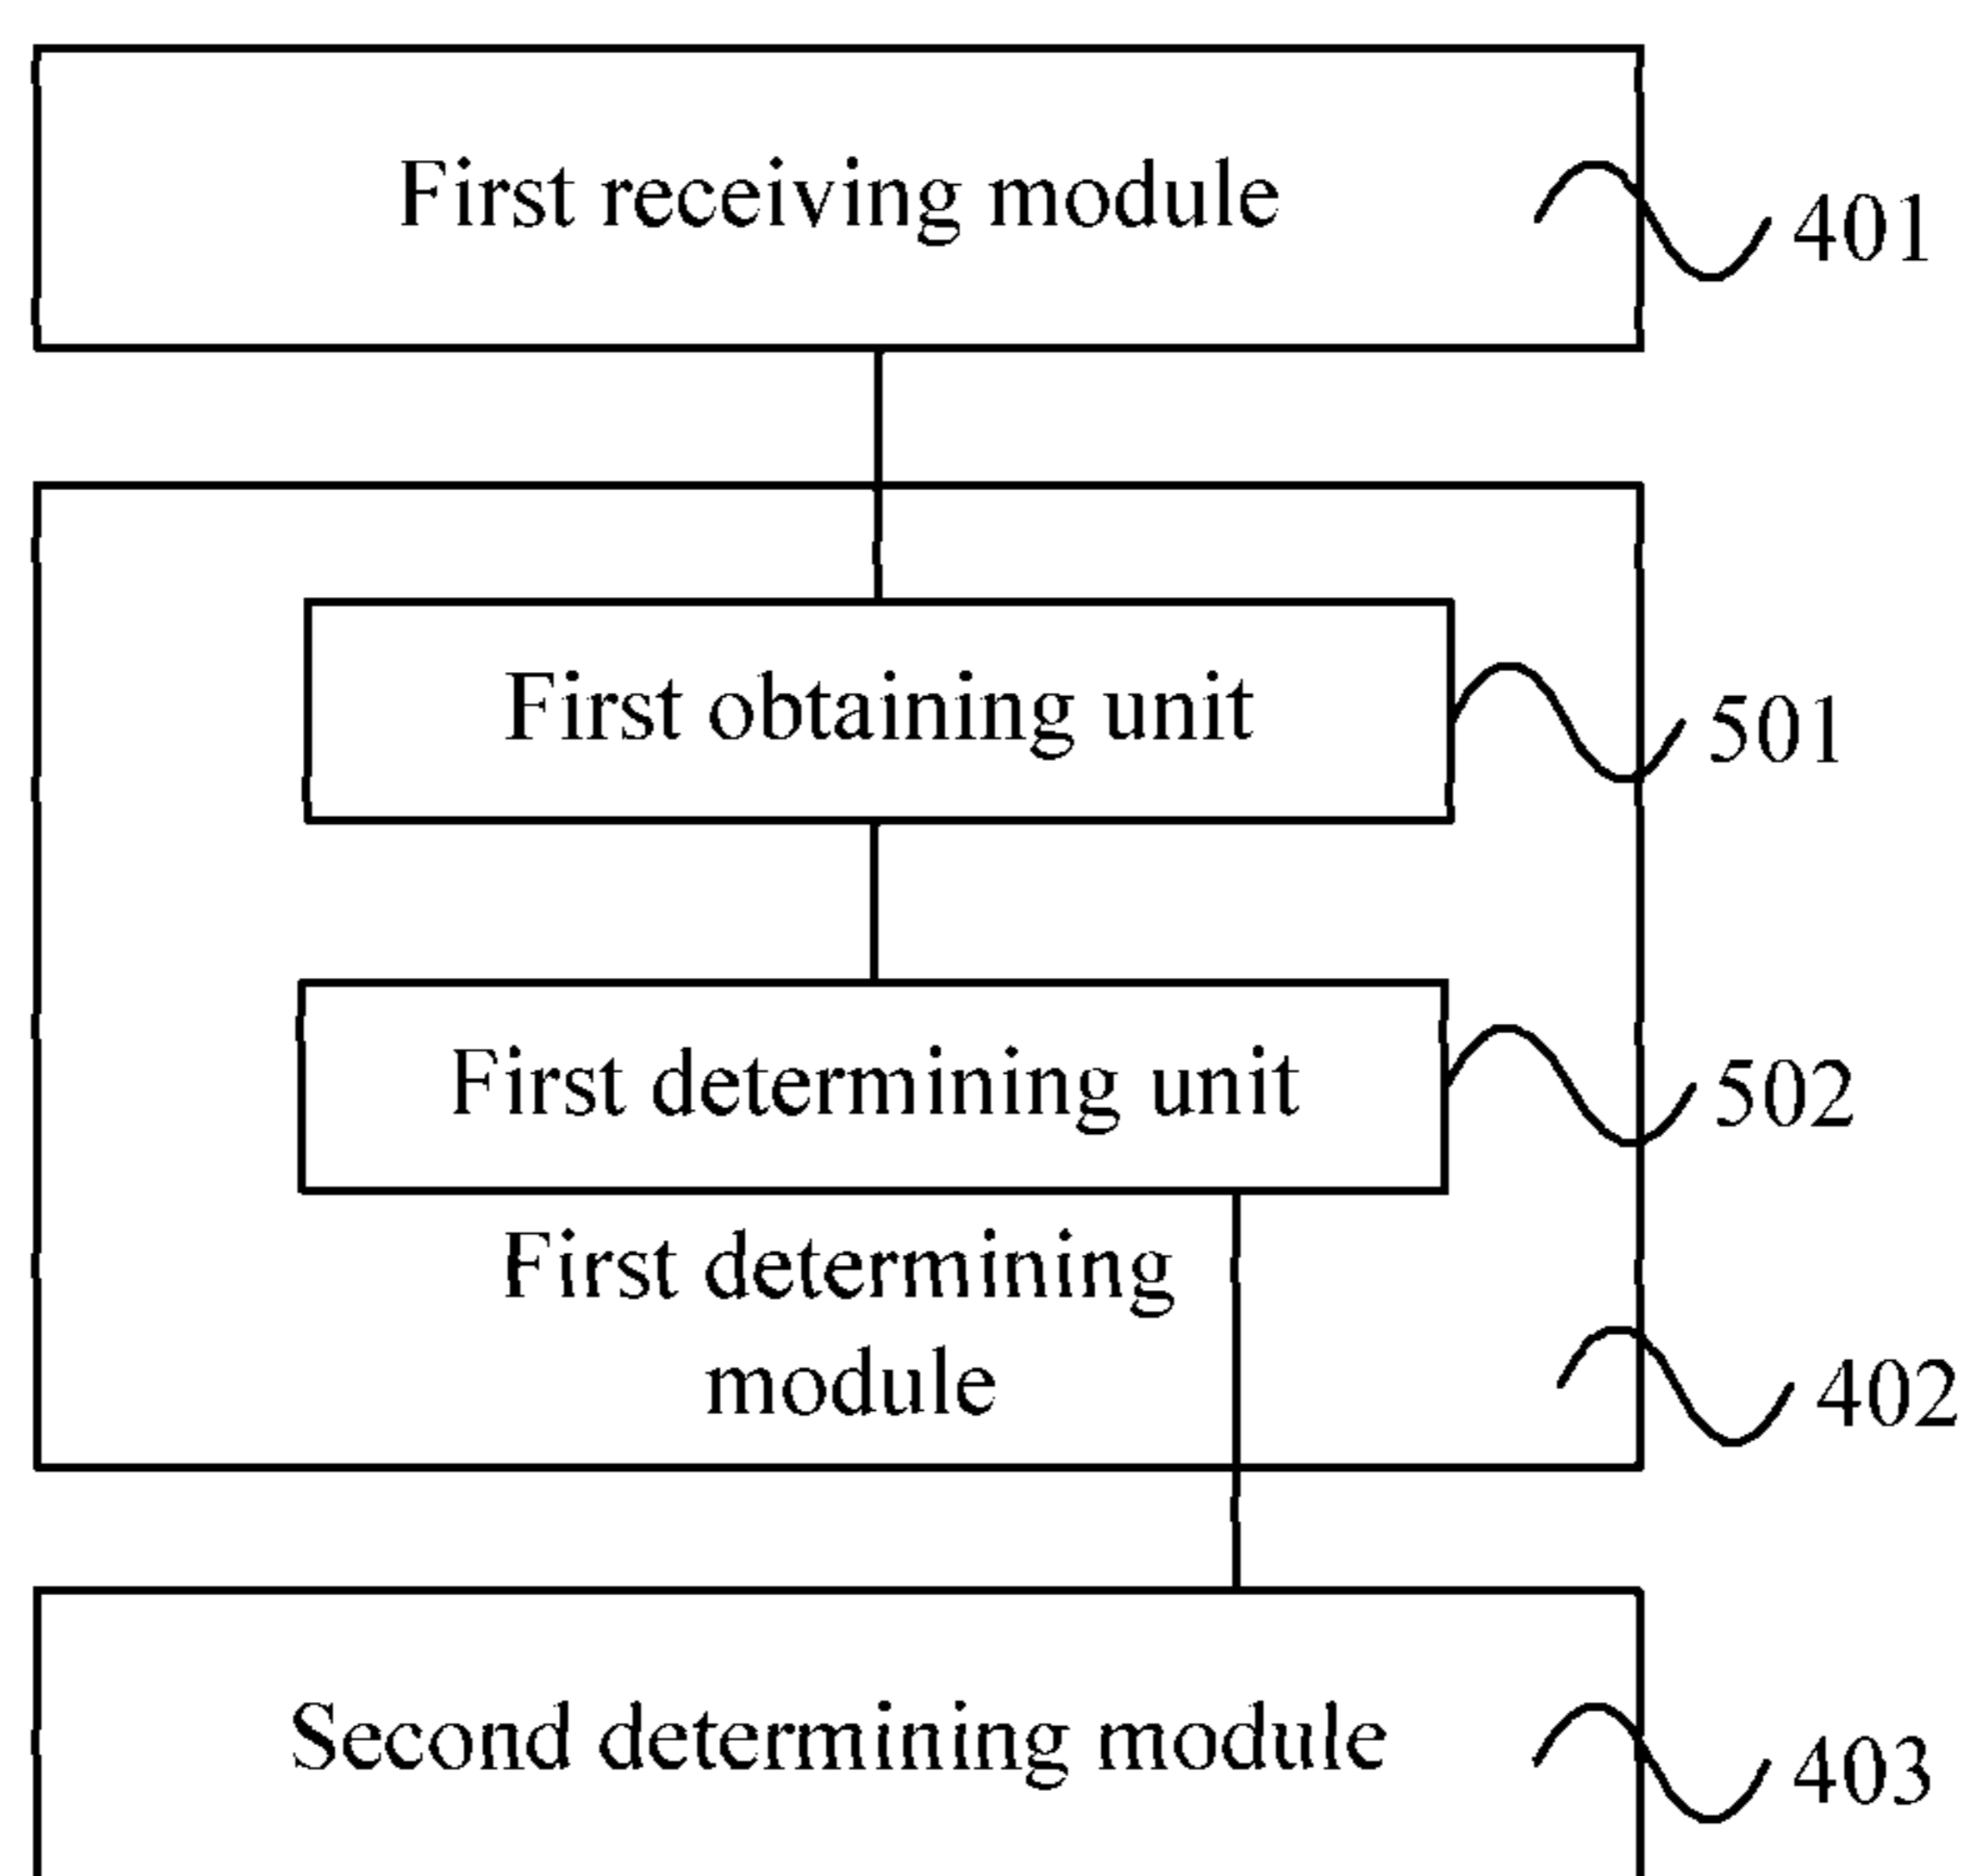 First receiving module
401
First obtaining unit
501
First determining unit
502
First determining
module
402
Second determining module
403